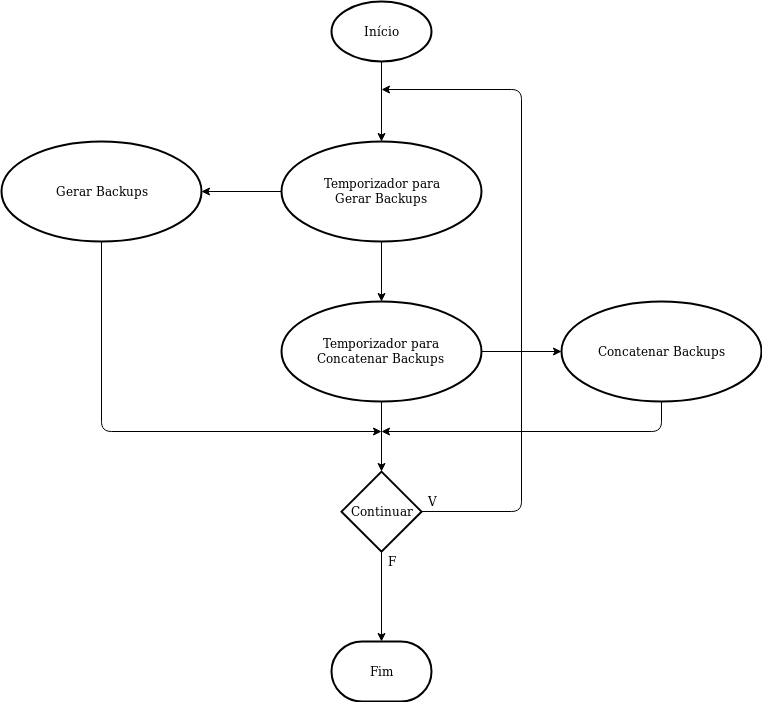 Início
Gerar Backups
Temporizador para
Gerar Backups
Temporizador para
Concatenar Backups
Concatenar Backups
Continuar
V
F
Fim